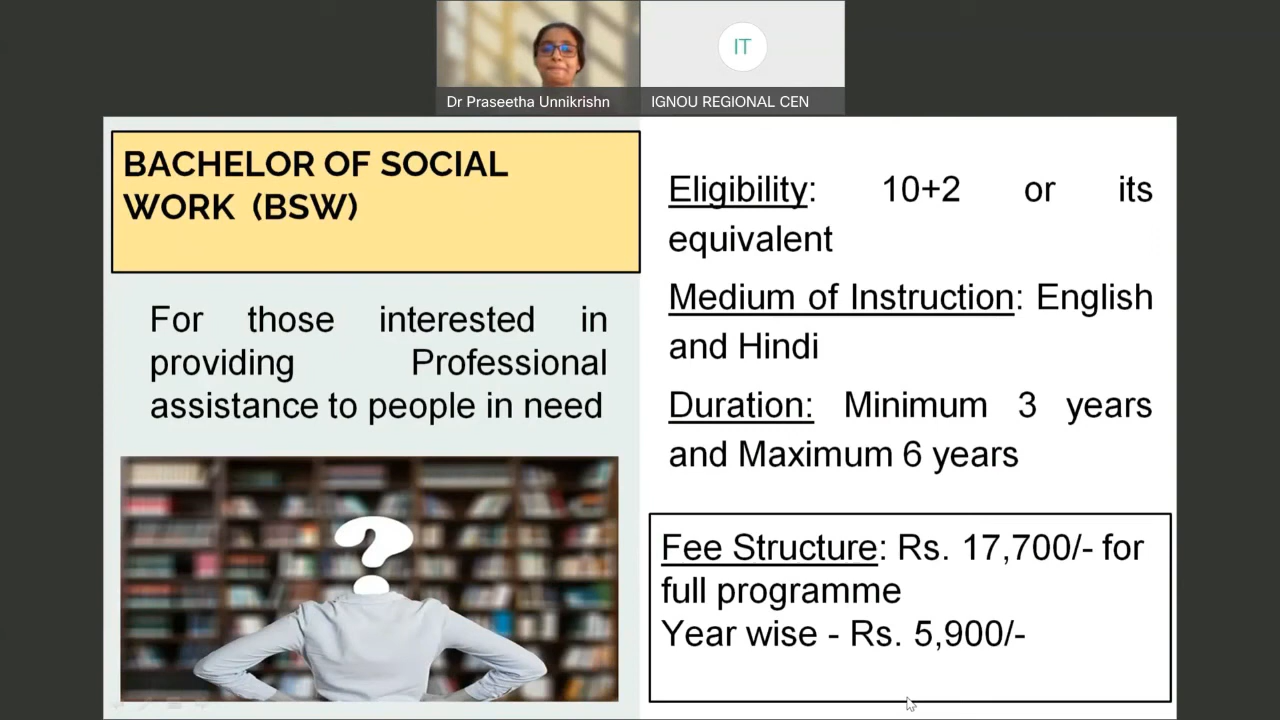 Dr Praseetha Unnikrishn
IT
IGNOU REGIONAL CEN
BACHELOR OF SOCIAL
WORK (BSW)
For those interested in
providing Professional
assistance to people in need
?
Eligibility: 10+2 or its
equivalent
Medium of Instruction: English
and Hindi
Duration: Minimum 3 years
and Maximum 6 years
Fee Structure: Rs. 17,700/- for
full programme
Year wise - Rs. 5,900/-